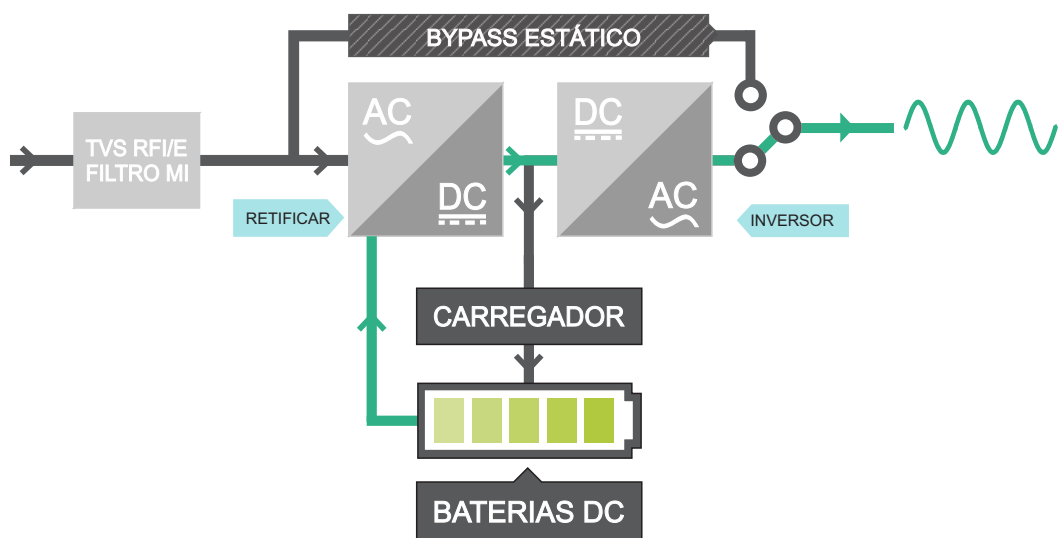 BYPASS ESTÁTICO
AC
DC
DC
AC
TVS RFI/E
FILTRO MI
RETIFICAR
INVERSOR
CARREGADOR
BATERIAS DC